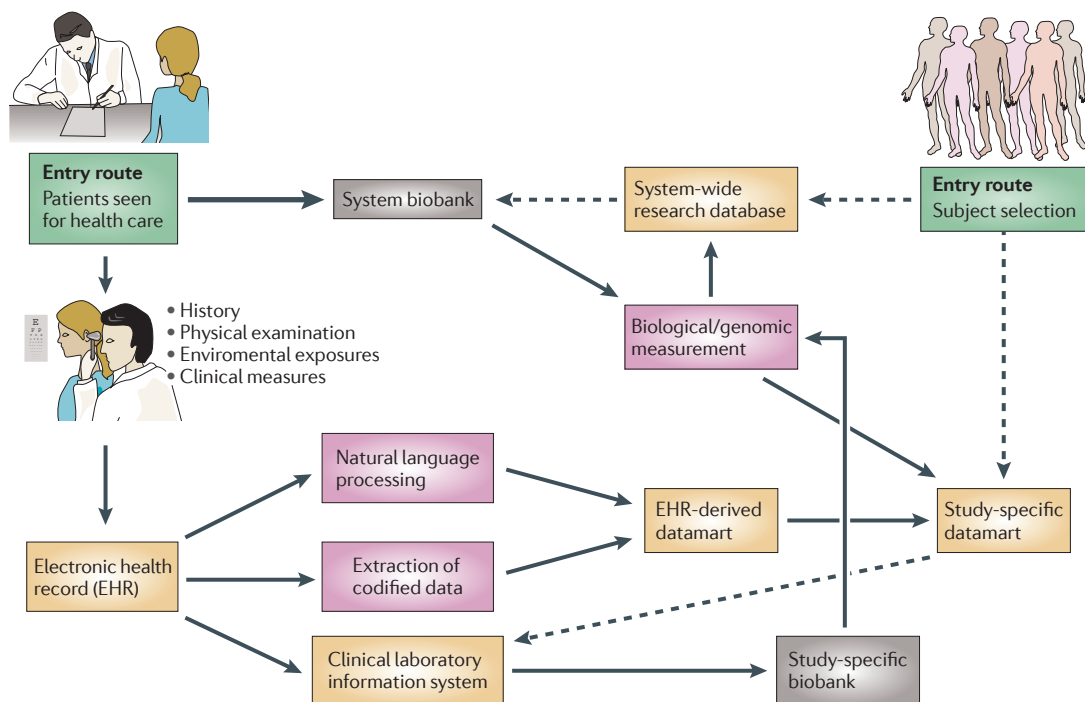 Entry route
Patients seen
for health care
System biobank
System-wide
research database
Entry route
Subject selection
E
F P
• History
• Physical examination
• Enviromental exposures
• Clinical measures
Biological/genomic
measurement
Natural language
processing
EHR-derived
datamart
Study-specific
datamart
Electronic health
record (EHR)
Extraction of
codified data
Clinical laboratory
information system
Study-specific
biobank